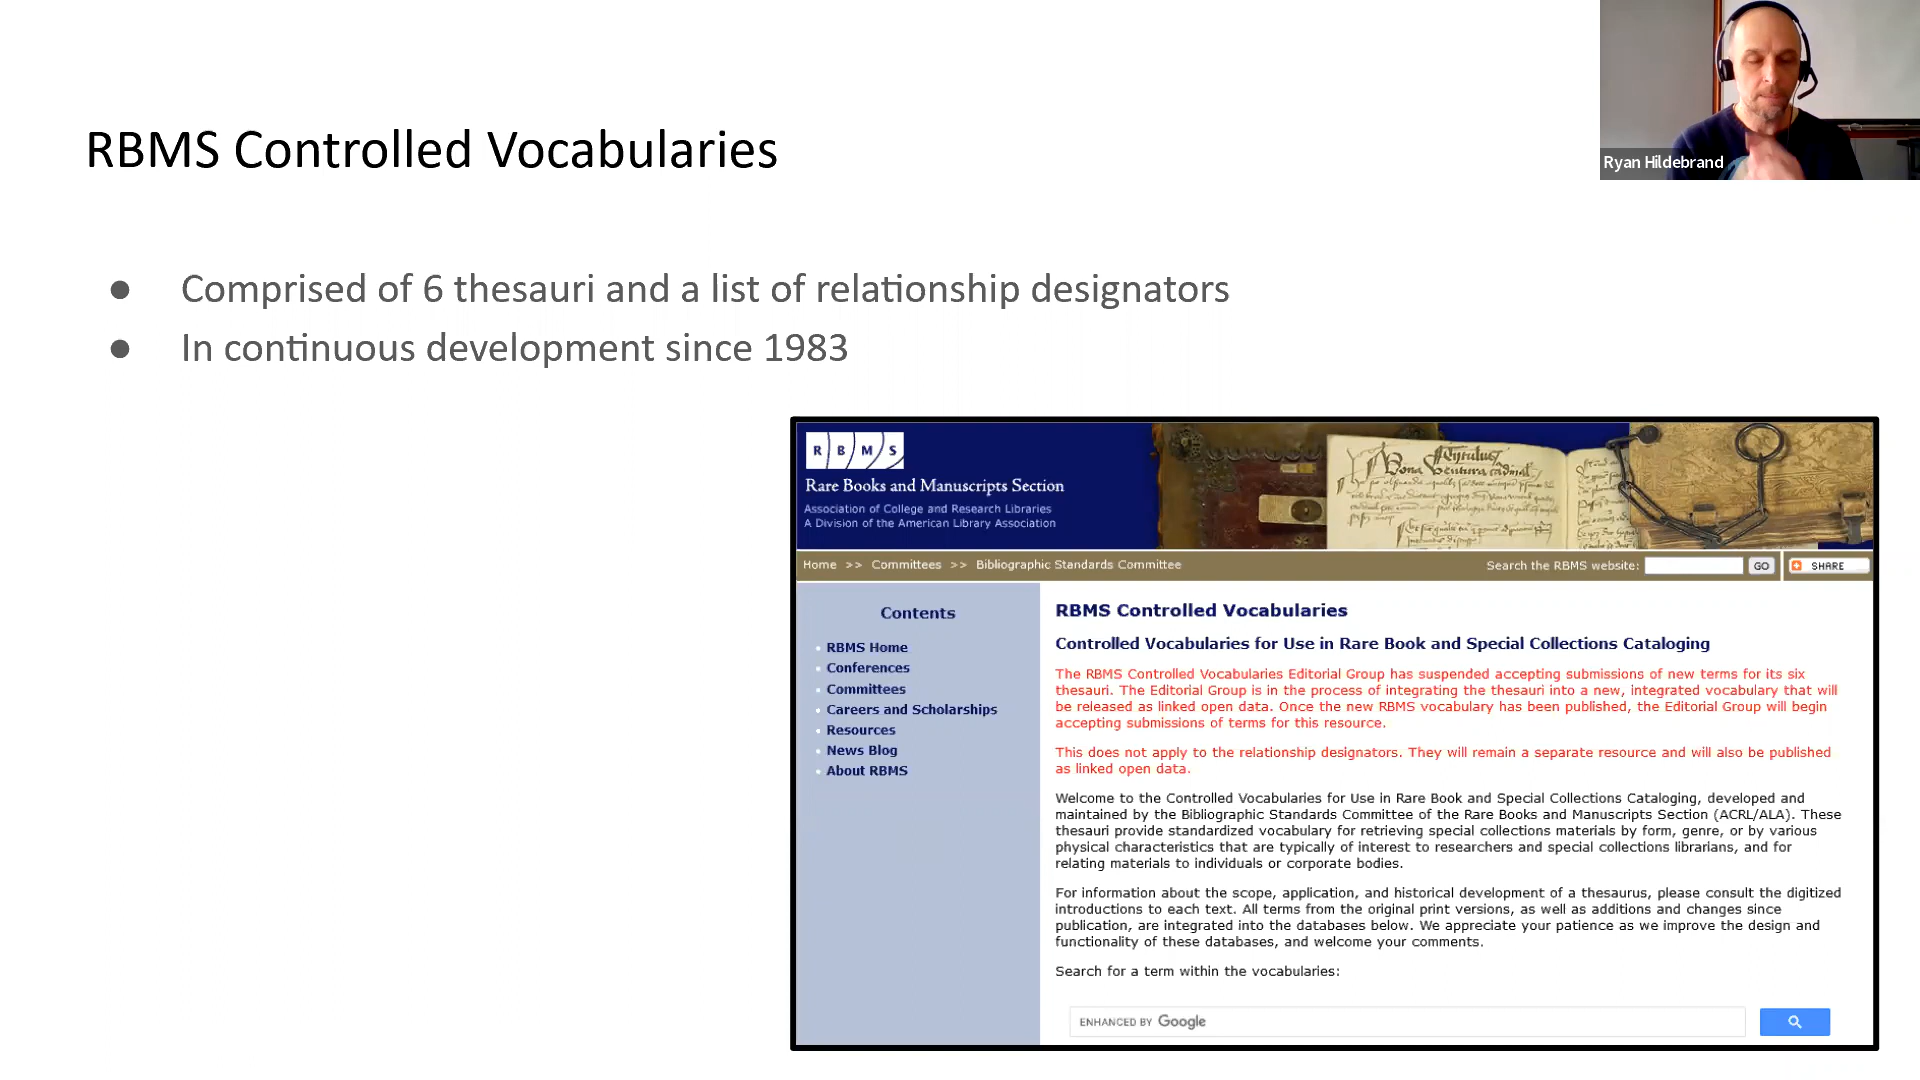 RBMS Controlled Vocabularies
Ryan Hildebrand
● Comprised of 6 thesauri and a list of relationship designators
● In continuous development since 1983
R B M S
Rare Books and Manuscripts Section
Association of College and Research Libraries
A Division of the American Library Association
Home >> Committees >> Bibliographic Standards Committee
Search the RBMS website:
GO
SHARE
Contents
RBMS Home
Conferences
Committees
Careers and Scholarships
Resources
News Blog
About RBMS
RBMS Controlled Vocabularies
Controlled Vocabularies for Use in Rare Book and Special Collections Cataloging
The RBMS Controlled Vocabularies Editorial Group has suspended accepting submissions of new terms for its six
thesauri. The Editorial Group is in the process of integrating the thesauri into a new, integrated vocabulary that will
be released as linked open data. Once the new RBMS vocabulary has been published, the Editorial Group will begin
accepting submissions of terms for this resource.
This does not apply to the relationship designators. They will remain a separate resource and will also be published
as linked open data.
Welcome to the Controlled Vocabularies for Use in Rare Book and Special Collections Cataloging, developed and
maintained by the Bibliographic Standards Committee of the Rare Books and Manuscripts Section (ACRL/ALA). These
thesauri provide standardized vocabulary for retrieving special collections materials by form, genre, or by various
physical characteristics that are typically of interest to researchers and special collections librarians, and for
relating materials to individuals or corporate bodies.
For information about the scope, application, and historical development of a thesaurus, please consult the digitized
introductions to each text. All terms from the original print versions, as well as additions and changes since
publication, are integrated into the databases below. We appreciate your patience as we improve the design and
functionality of these databases, and welcome your comments.
Search for a term within the vocabularies:
ENHANCED BY Google